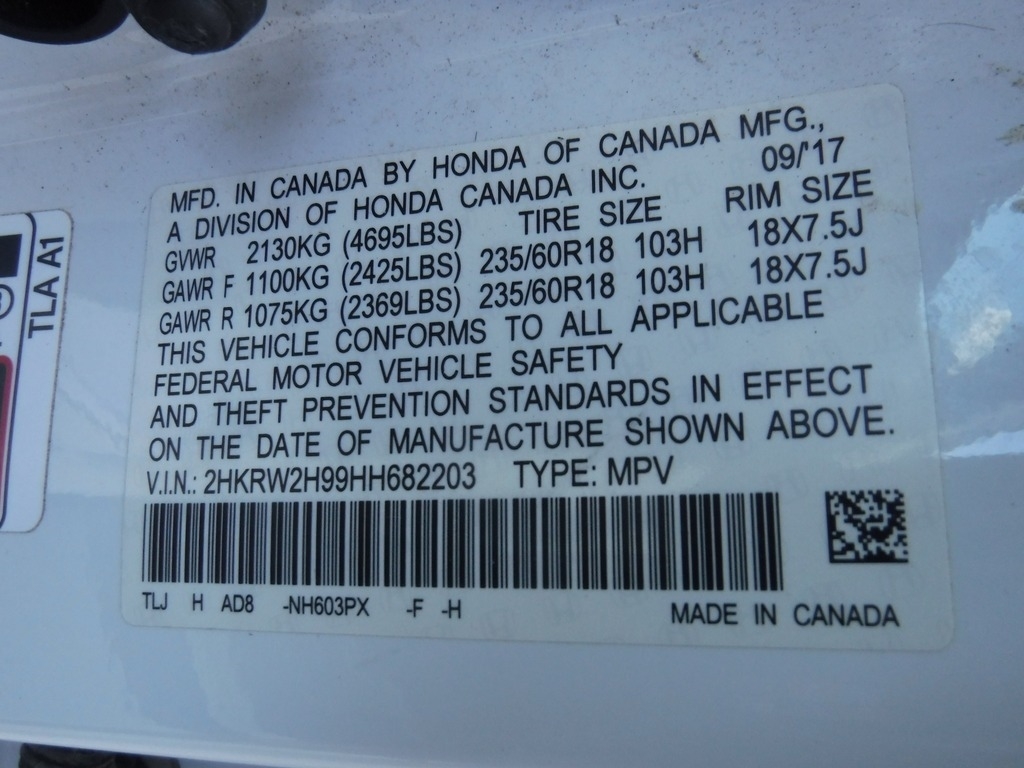 MFD. IN CANADA BY HONDA OF CANADA MFG.,
A DIVISION OF HONDA CANADA INC. 09/'17
GVWR 2130KG (4695LBS) TIRE SIZE RIM SIZE
GAWR F 1100KG (2425LBS) 235/60R18 103H 18X7.5J
GAWR R 1075KG (2369LBS) 235/60R18 103H 18X7.5J
THIS VEHICLE CONFORMS TO ALL APPLICABLE
FEDERAL MOTOR VEHICLE SAFETY
AND THEFT PREVENTION STANDARDS IN EFFECT
ON THE DATE OF MANUFACTURE SHOWN ABOVE.
V.I.N.: 2HKRW2H99HH682203 TYPE: MPV
TLJ H AD8 -NH603PX -F -H MADE IN CANADA
TLA A1